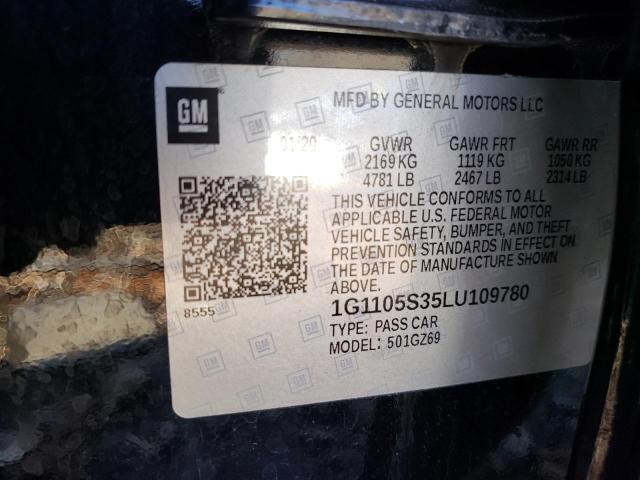 GM
MFD BY GENERAL MOTORS LLC
01/20 GVWR GAWR FRT GAWR RR
2169 KG 1119 KG 1050 KG
4781 LB 2467 LB 2314 LB
THIS VEHICLE CONFORMS TO ALL
APPLICABLE U.S. FEDERAL MOTOR
VEHICLE SAFETY, BUMPER, AND THEFT
PREVENTION STANDARDS IN EFFECT ON
THE DATE OF MANUFACTURE SHOWN
ABOVE.
8555
1G1105S35LU109780
TYPE: PASS CAR
MODEL: 501GZ69